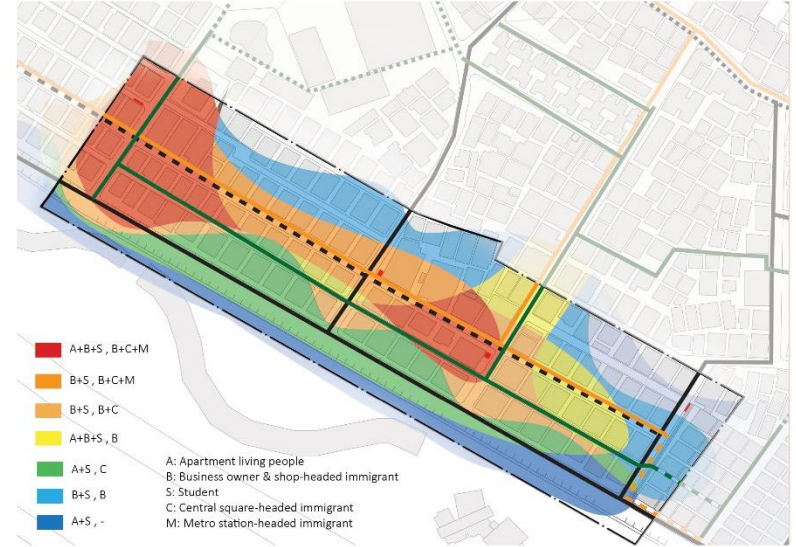 A+B+S , B+C+M
B+S , B+C+M
B+S , B+C
A+B+S , B
A+S , C
B+S , B
A+S , -
A: Apartment living people
B: Business owner & shop-headed immigrant
S: Student
C: Central square-headed immigrant
M: Metro station-headed immigrant